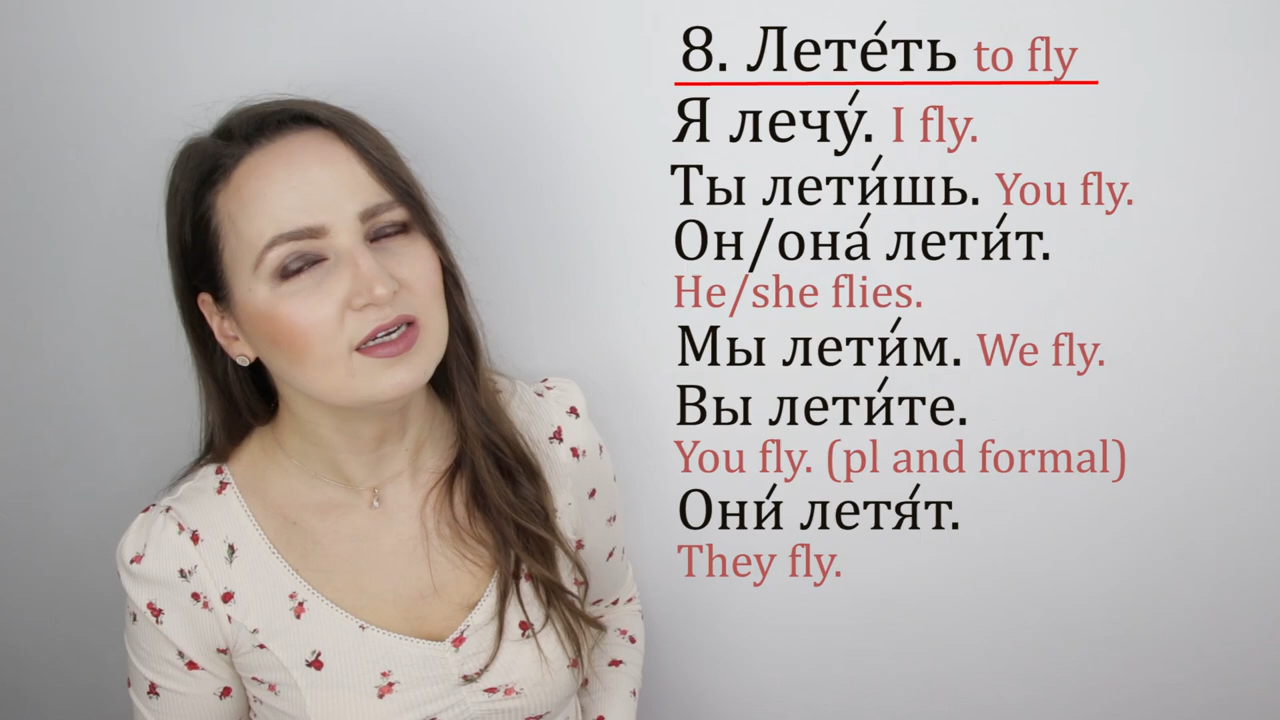 8. Лете́ть to fly
Я лечу́. I fly.
Ты лети́шь. You fly.
Он/она́ лети́т.
He/she flies.
Мы лети́м. We fly.
Вы лети́те.
You fly. (pl and formal)
Они́ летя́т.
They fly.